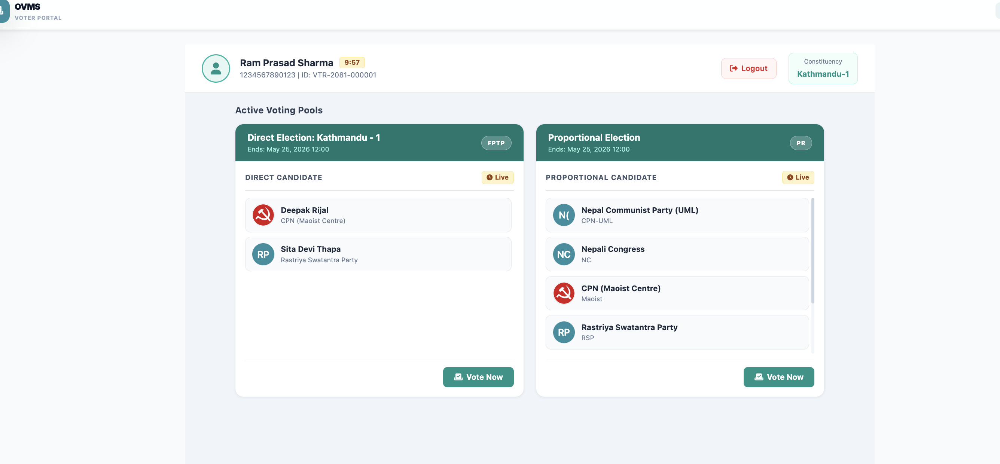 OVMS
VOTER PORTAL
Ram Prasad Sharma 9:57
1234567890123 | ID: VTR-2081-000001
Logout
Constituency
Kathmandu-1
Active Voting Pools
Direct Election: Kathmandu - 1
Ends: May 25, 2026 12:00
FPTP
DIRECT CANDIDATE
Live
Deepak Rijal
CPN (Maoist Centre)
RP
Sita Devi Thapa
Rastriya Swatantra Party
Vote Now
Proportional Election
Ends: May 25, 2026 12:00
PR
PROPORTIONAL CANDIDATE
Live
N(
Nepal Communist Party (UML)
CPN-UML
NC
Nepali Congress
NC
CPN (Maoist Centre)
Maoist
RP
Rastriya Swatantra Party
RSP
Vote Now